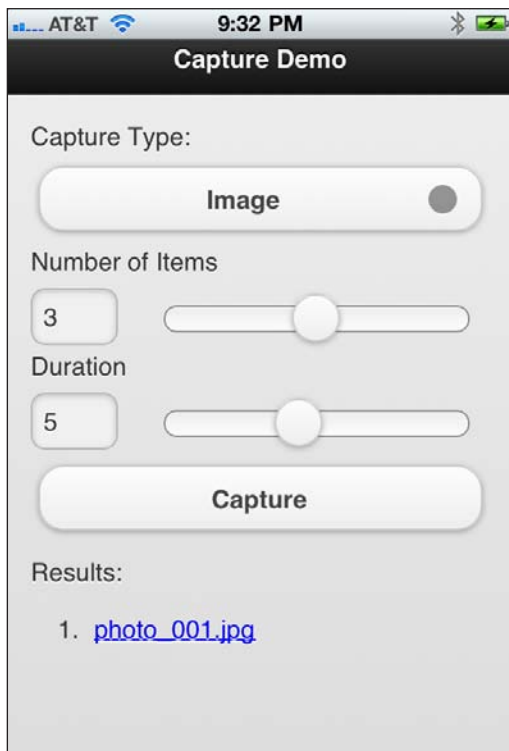 AT&T 9:32 PM
Capture Demo
Capture Type:
Image
Number of Items
3
Duration
5
Capture
Results:
1. photo_001.jpg